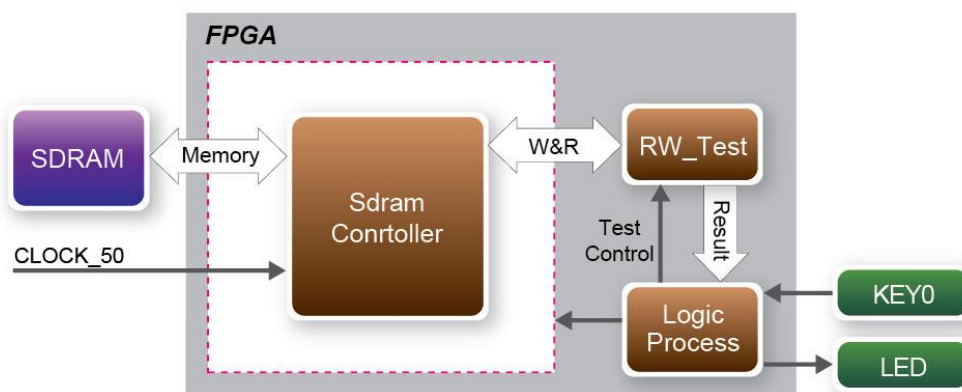 FPGA
SDRAM
Memory
Sdram
Conrtoller
W&R
RW_Test
CLOCK_50
Test
Control
Result
Logic
Process
KEY0
LED